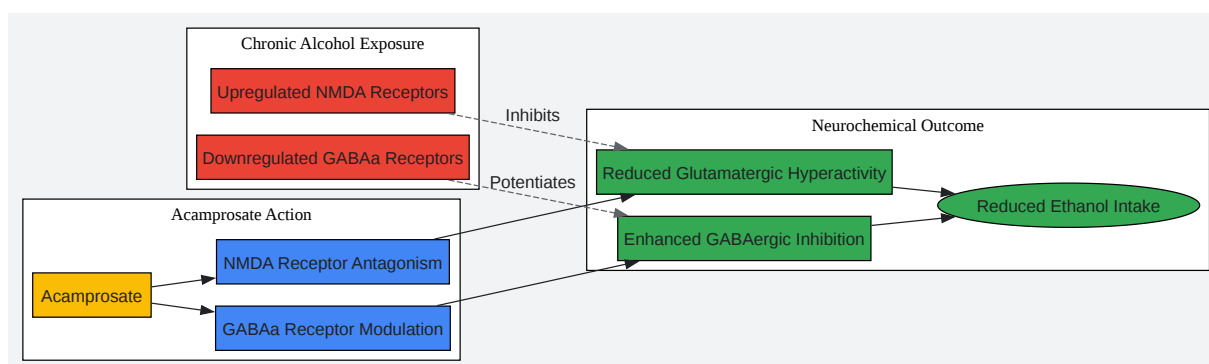 Chronic Alcohol Exposure
Upregulated NMDA Receptors
Downregulated GABAa Receptors
Inhibits
Potentiates
Neurochemical Outcome
Reduced Glutamatergic Hyperactivity
Enhanced GABAergic Inhibition
Reduced Ethanol Intake
Acamprosate Action
Acamprosate
NMDA Receptor Antagonism
GABAa Receptor Modulation